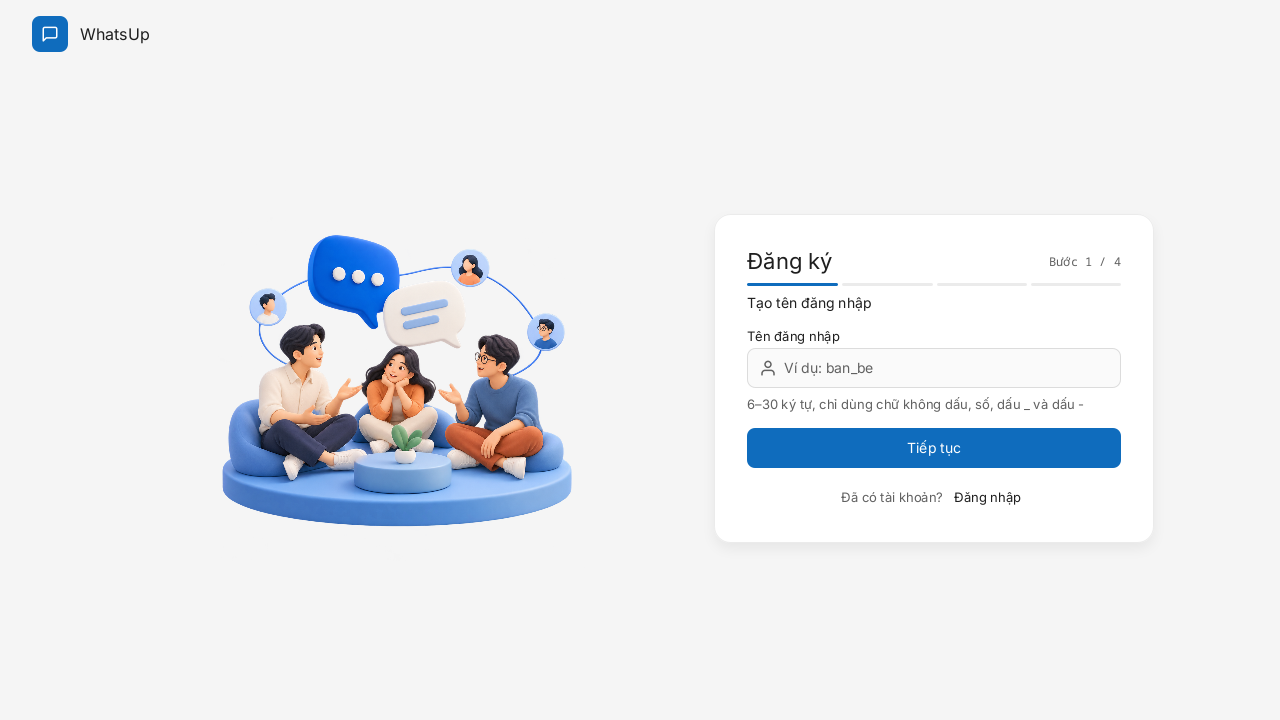 WhatsUp
Đăng ký
Bước 1 / 4
Tạo tên đăng nhập
Tên đăng nhập
Ví dụ: ban_be
6–30 ký tự, chỉ dùng chữ không dấu, số, dấu _ và dấu -
Tiếp tục
Đã có tài khoản? Đăng nhập